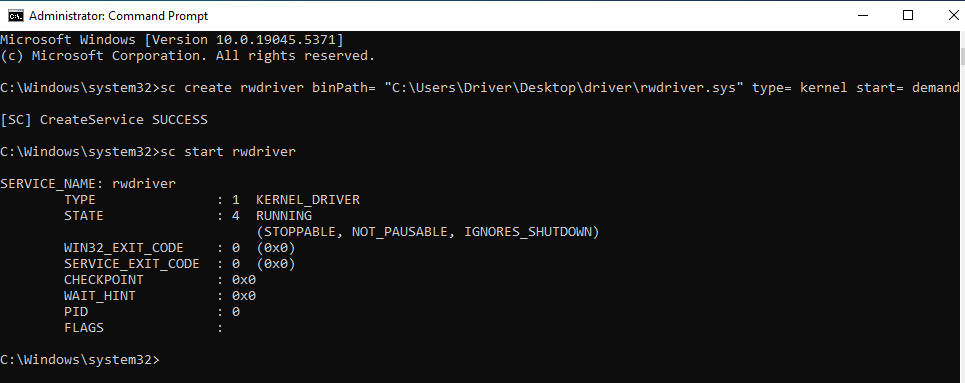 Administrator: Command Prompt
Microsoft Windows [Version 10.0.19045.5371]
(c) Microsoft Corporation. All rights reserved.
C:\Windows\system32>sc create rwdriver binPath= "C:\Users\Driver\Desktop\driver\rwdriver.sys" type= kernel start= demand
[SC] CreateService SUCCESS
C:\Windows\system32>sc start rwdriver
SERVICE_NAME: rwdriver
        TYPE               : 1  KERNEL_DRIVER
        STATE              : 4  RUNNING
                                (STOPPABLE, NOT_PAUSABLE, IGNORES_SHUTDOWN)
        WIN32_EXIT_CODE    : 0  (0x0)
        SERVICE_EXIT_CODE  : 0  (0x0)
        CHECKPOINT         : 0x0
        WAIT_HINT          : 0x0
        PID                : 0
        FLAGS              :
C:\Windows\system32>